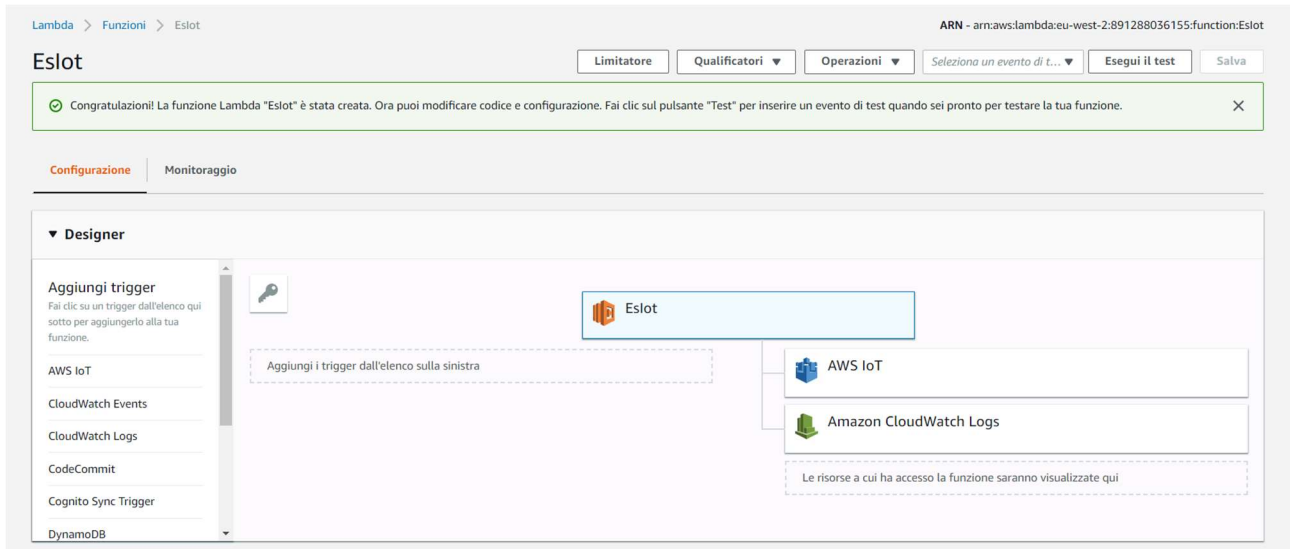 Lambda > Funzioni > EsIot
ARN - arn:aws:lambda:eu-west-2:891288036155:function:EsIot
EsIot
Limitatore
Qualificatori ▼
Operazioni ▼
Seleziona un evento di t... ▼
Esegui il test
Salva
Congratulazioni! La funzione Lambda "EsIot" è stata creata. Ora puoi modificare codice e configurazione. Fai clic sul pulsante "Test" per inserire un evento di test quando sei pronto per testare la tua funzione.
Configurazione
Monitoraggio
▼ Designer
Aggiungi trigger
Fai clic su un trigger dall'elenco qui
sotto per aggiungerlo alla tua
funzione.
AWS IoT
CloudWatch Events
CloudWatch Logs
CodeCommit
Cognito Sync Trigger
DynamoDB
Aggiungi i trigger dall'elenco sulla sinistra
EsIot
AWS IoT
Amazon CloudWatch Logs
Le risorse a cui ha accesso la funzione saranno visualizzate qui